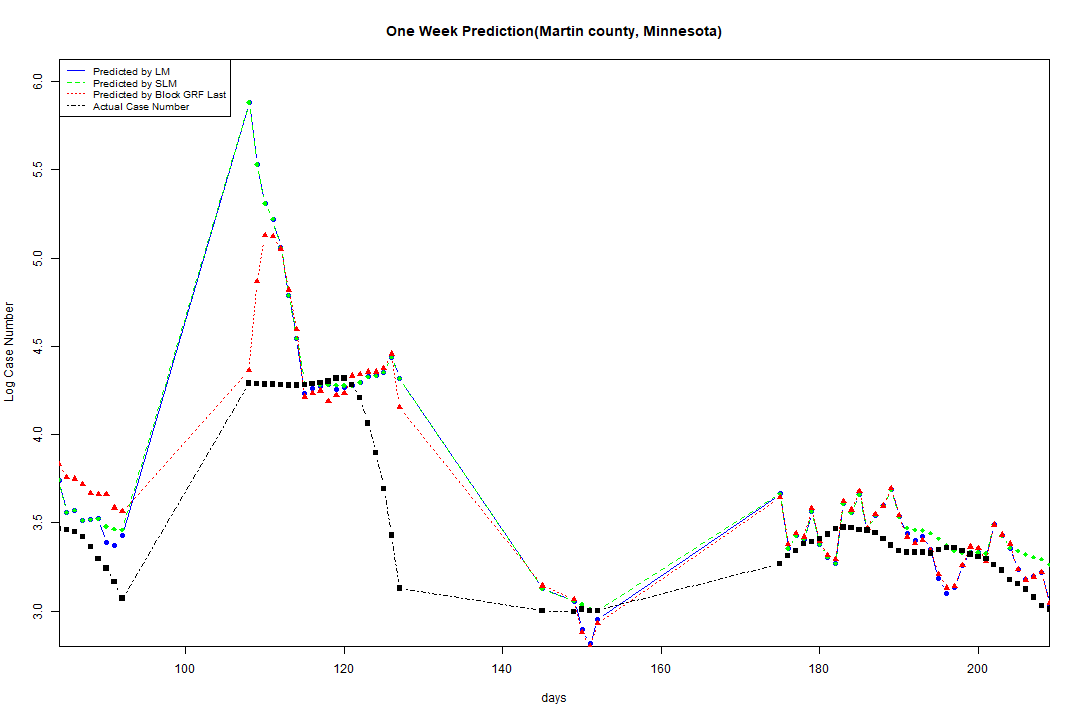 One Week Prediction(Martin county, Minnesota)
Predicted by LM
Predicted by SLM
Predicted by Block GRF Last
Actual Case Number
6.0
5.5
5.0
4.5
4.0
3.5
3.0
Log Case Number
100
120
140
160
180
200
days